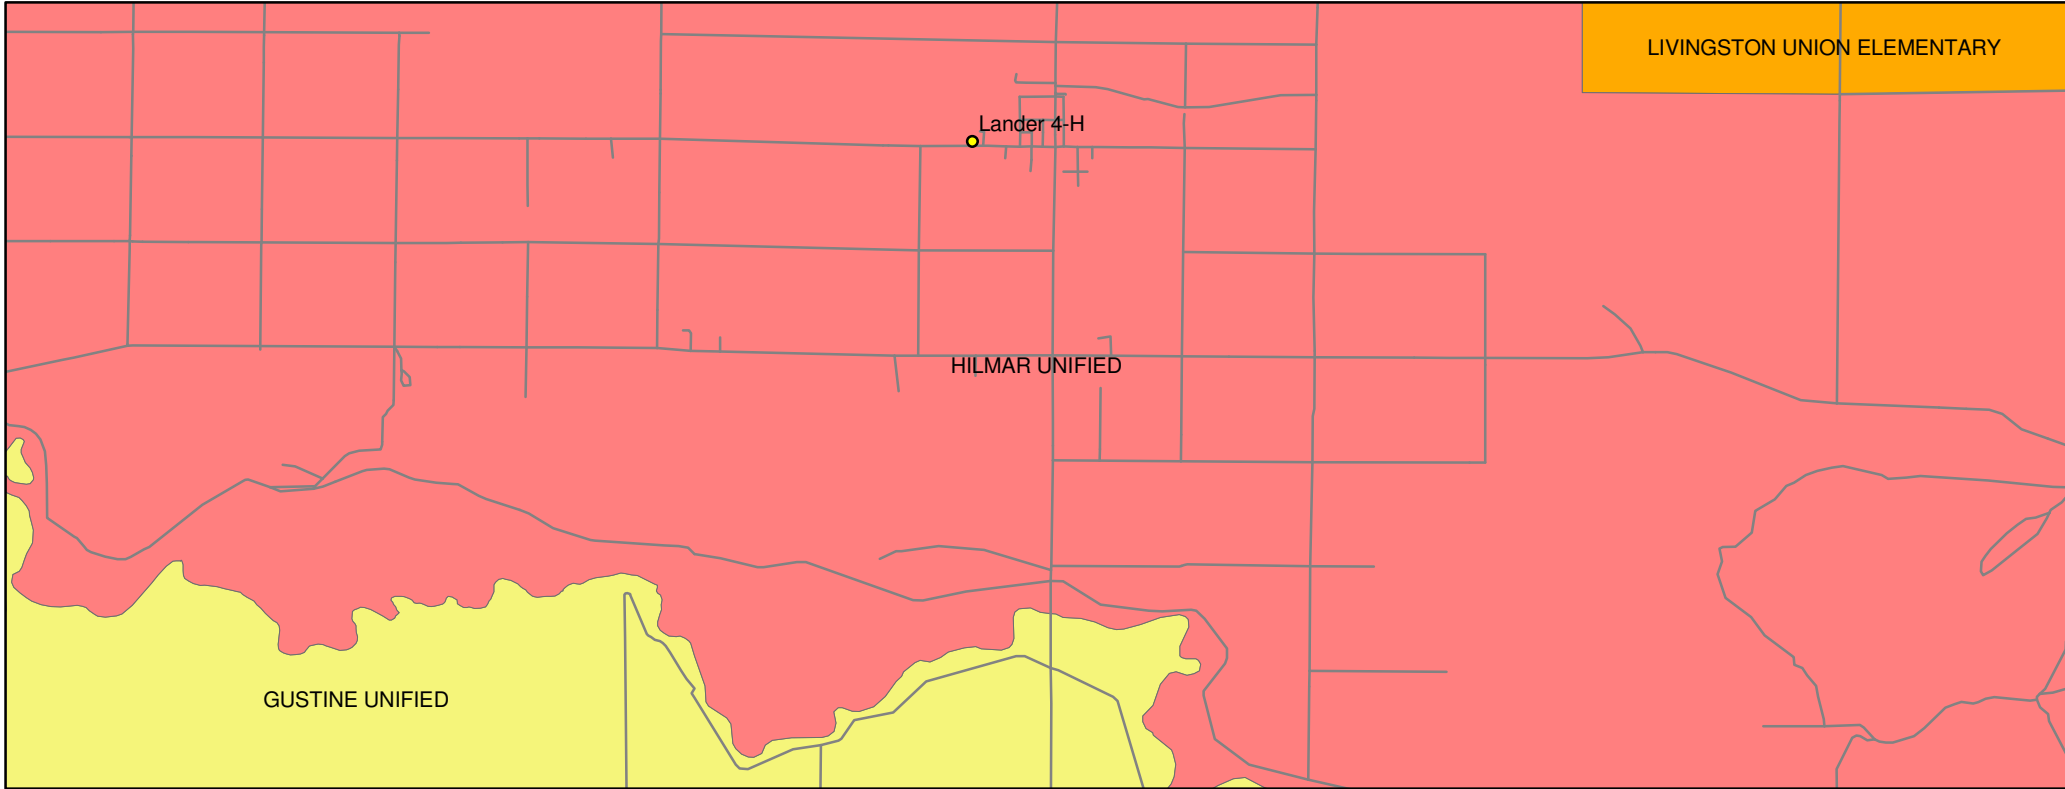 LIVINGSTON UNION ELEMENTARY
Lander 4-H
HILMAR UNIFIED
GUSTINE UNIFIED